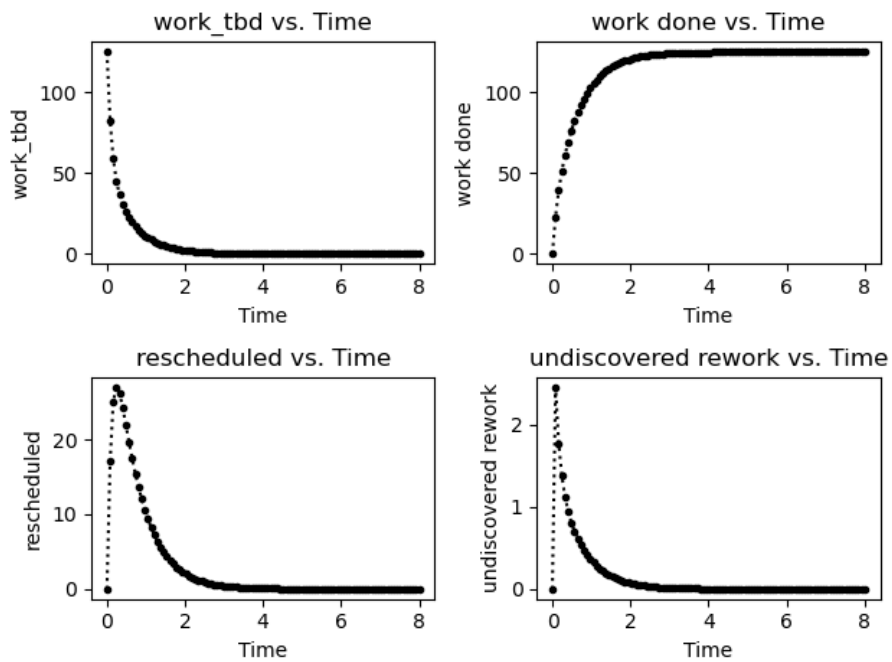 work_tbd vs. Time
work_tbd
100
50
0
0 2 4 6 8
Time
work done vs. Time
work done
100
50
0
0 2 4 6 8
Time
rescheduled vs. Time
rescheduled
20
10
0
0 2 4 6 8
Time
undiscovered rework vs. Time
undiscovered rework
2
1
0
0 2 4 6 8
Time